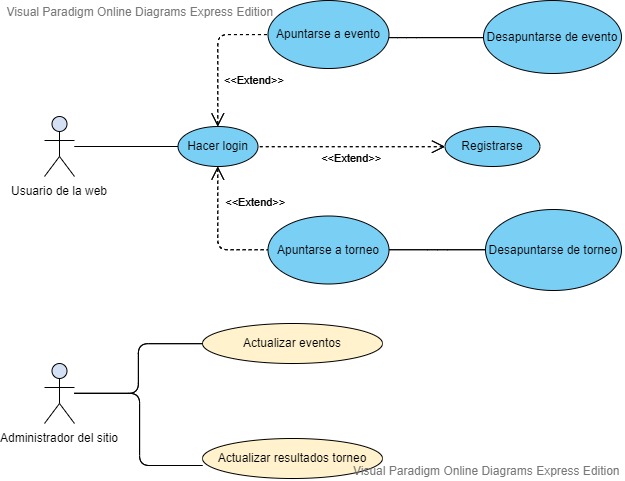 Visual Paradigm Online Diagrams Express Edition
Apuntarse a evento
Desapuntarse de evento
<<Extend>>
Hacer login
Registrarse
<<Extend>>
Usuario de la web
<<Extend>>
Apuntarse a torneo
Desapuntarse de torneo
Actualizar eventos
Administrador del sitio
Actualizar resultados torneo
Visual Paradigm Online Diagrams Express Edition